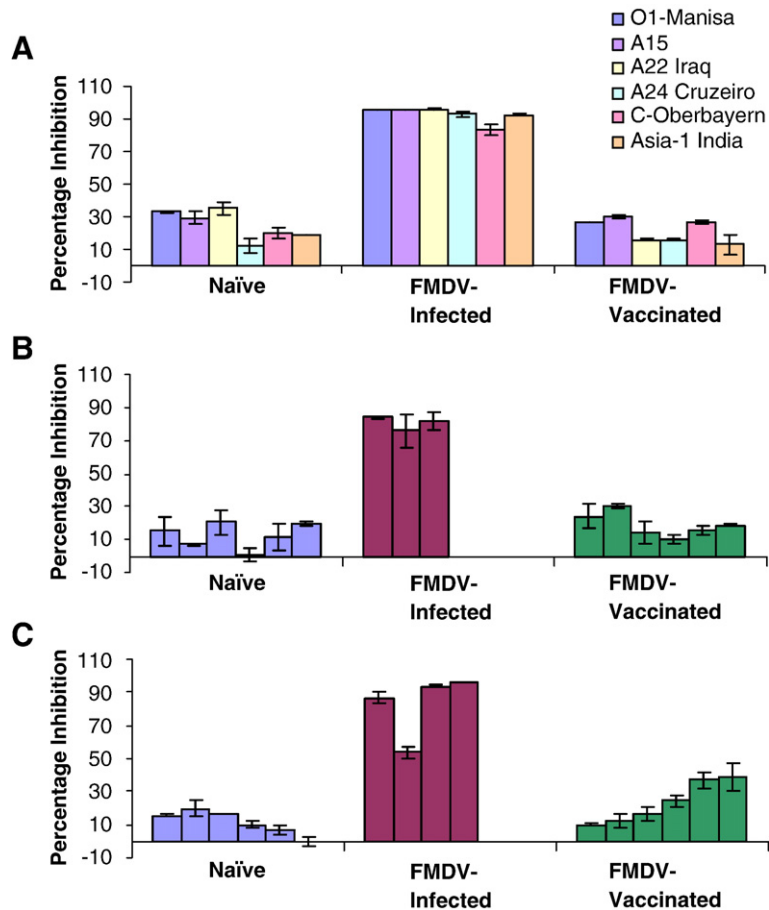 O1-Manisa
A15
A22 Iraq
A24 Cruzeiro
C-Oberbayern
Asia-1 India
A
Percentage Inhibition
110
90
70
50
30
10
-10
Naïve
FMDV-
Infected
FMDV-
Vaccinated
B
Percentage Inhibition
110
90
70
50
30
10
-10
Naïve
FMDV-
Infected
FMDV-
Vaccinated
C
Percentage Inhibition
110
90
70
50
30
10
-10
Naïve
FMDV-
Infected
FMDV-
Vaccinated